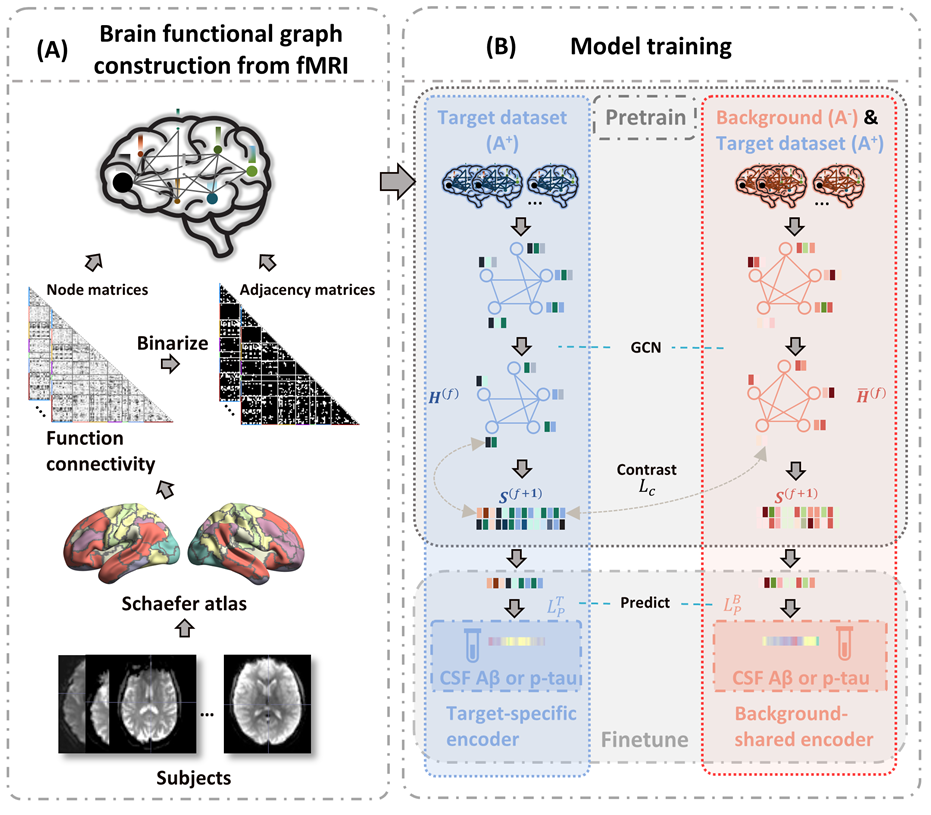 (A)
Brain functional graph
construction from fMRI
Node matrices
Adjacency matrices
Binarize
Function
connectivity
Schaefer atlas
...
Subjects
(B)
Model training
Target dataset
(A⁺)
Pretrain
Background (A⁻) &
Target dataset (A⁺)
...
...
GCN
H⁽ᶠ⁾
H̅⁽ᶠ⁾
Contrast
L_C
S⁽ᶠ⁺¹⁾
S⁽ᶠ⁺¹⁾
L_P^T
Predict
L_P^B
CSF Aβ or p-tau
CSF Aβ or p-tau
Target-specific
encoder
Finetune
Background-
shared encoder